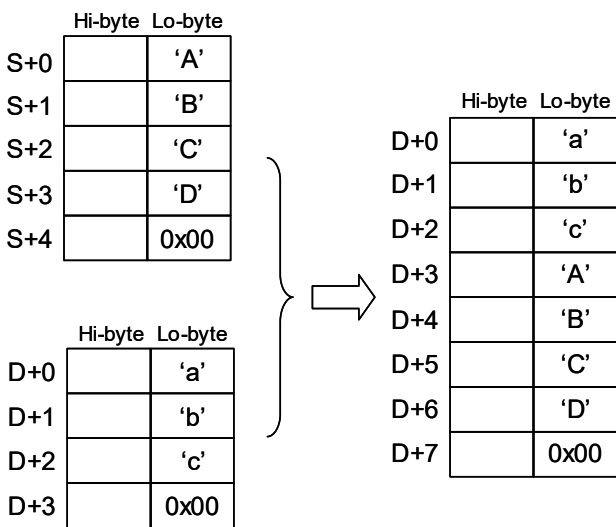 Hi-byte Lo-byte
S+0 ‘A’
S+1 ‘B’
S+2 ‘C’
S+3 ‘D’
S+4 0x00
Hi-byte Lo-byte
D+0 ‘a’
D+1 ‘b’
D+2 ‘c’
D+3 0x00
Hi-byte Lo-byte
D+0 ‘a’
D+1 ‘b’
D+2 ‘c’
D+3 ‘A’
D+4 ‘B’
D+5 ‘C’
D+6 ‘D’
D+7 0x00